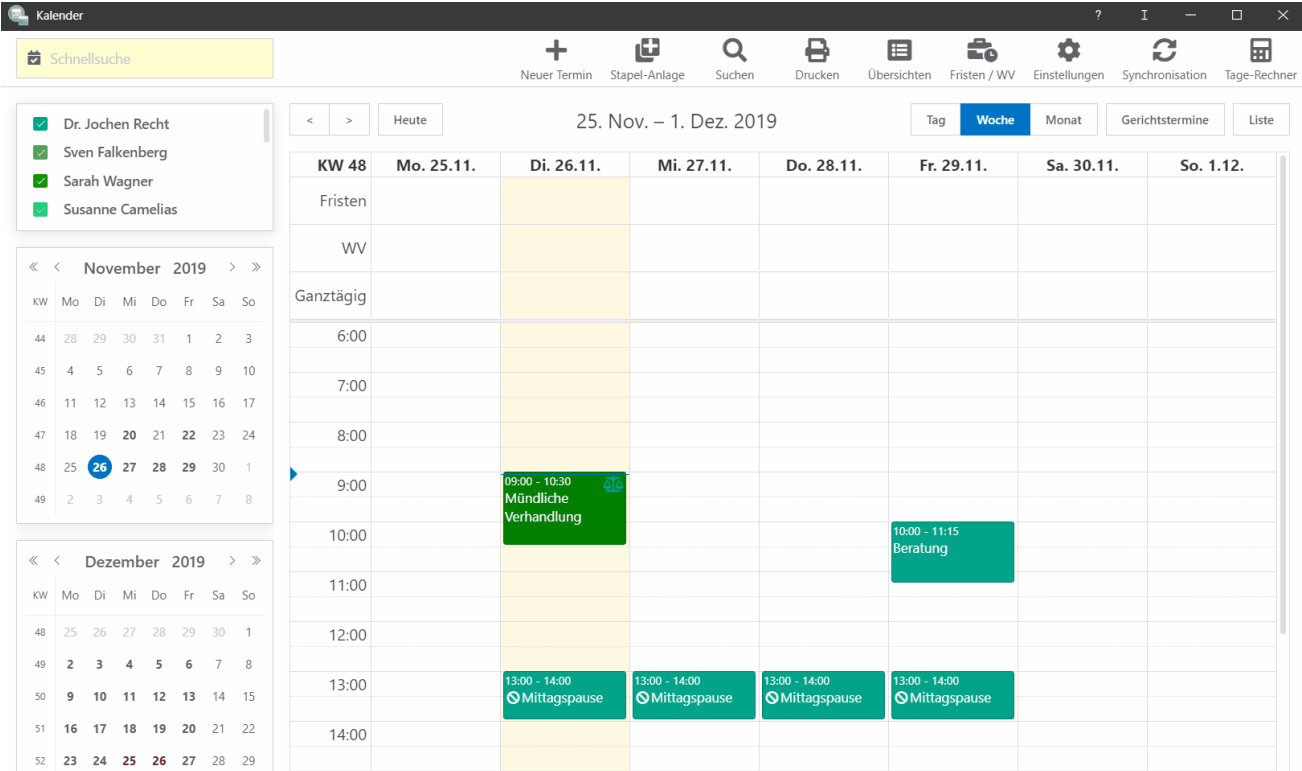 Kalender
?
Schnellsuche
Neuer Termin Stapel-Anlage Suchen Drucken Übersichten Fristen / WV Einstellungen Synchronisation Tage-Rechner
Dr. Jochen Recht
Sven Falkenberg
Sarah Wagner
Susanne Camelias
« < November 2019 > »
KW Mo Di Mi Do Fr Sa So
44 28 29 30 31 1 2 3
45 4 5 6 7 8 9 10
46 11 12 13 14 15 16 17
47 18 19 20 21 22 23 24
48 25 26 27 28 29 30 1
49 2 3 4 5 6 7 8
« < Dezember 2019 > »
KW Mo Di Mi Do Fr Sa So
48 25 26 27 28 29 30 1
49 2 3 4 5 6 7 8
50 9 10 11 12 13 14 15
51 16 17 18 19 20 21 22
52 23 24 25 26 27 28 29
< > Heute 25. Nov. – 1. Dez. 2019 Tag Woche Monat Gerichtstermine Liste
KW 48 Mo. 25.11. Di. 26.11. Mi. 27.11. Do. 28.11. Fr. 29.11. Sa. 30.11. So. 1.12.
Fristen
WV
Ganztägig
6:00
7:00
8:00
9:00
09:00 - 10:30
Mündliche
Verhandlung
10:00
10:00 - 11:15
Beratung
11:00
12:00
13:00
13:00 - 14:00
Mittagspause
13:00 - 14:00
Mittagspause
13:00 - 14:00
Mittagspause
13:00 - 14:00
Mittagspause
14:00